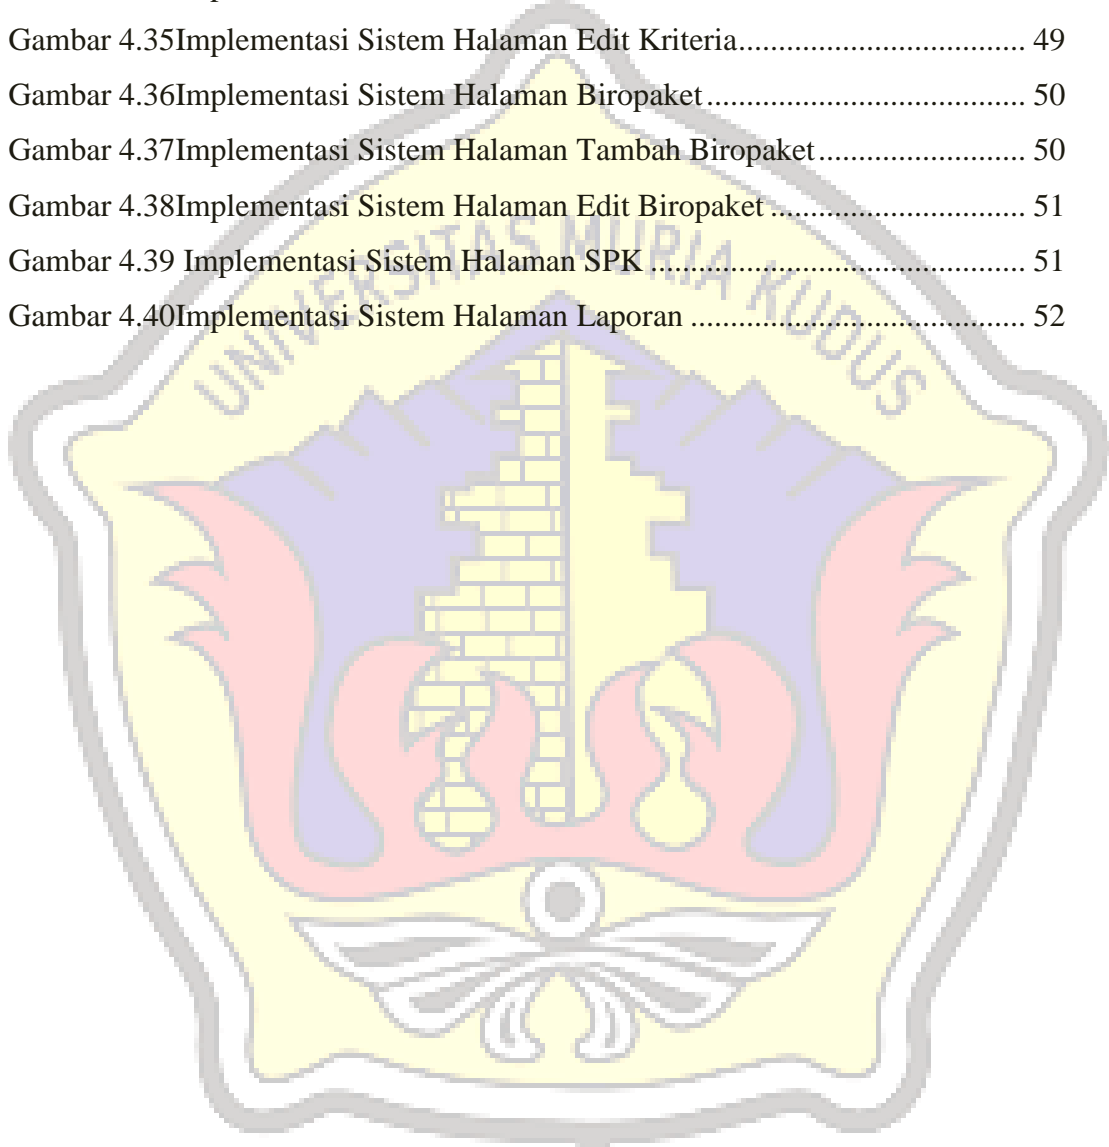 Gambar 4.35Implementasi Sistem Halaman Edit Kriteria................................... 49
Gambar 4.36Implementasi Sistem Halaman Biropaket....................................... 50
Gambar 4.37Implementasi Sistem Halaman Tambah Biropaket......................... 50
Gambar 4.38Implementasi Sistem Halaman Edit Biropaket ............................... 51
Gambar 4.39 Implementasi Sistem Halaman SPK .............................................. 51
Gambar 4.40Implementasi Sistem Halaman Laporan ......................................... 52
UNIVERSITAS MURIA KUDUS